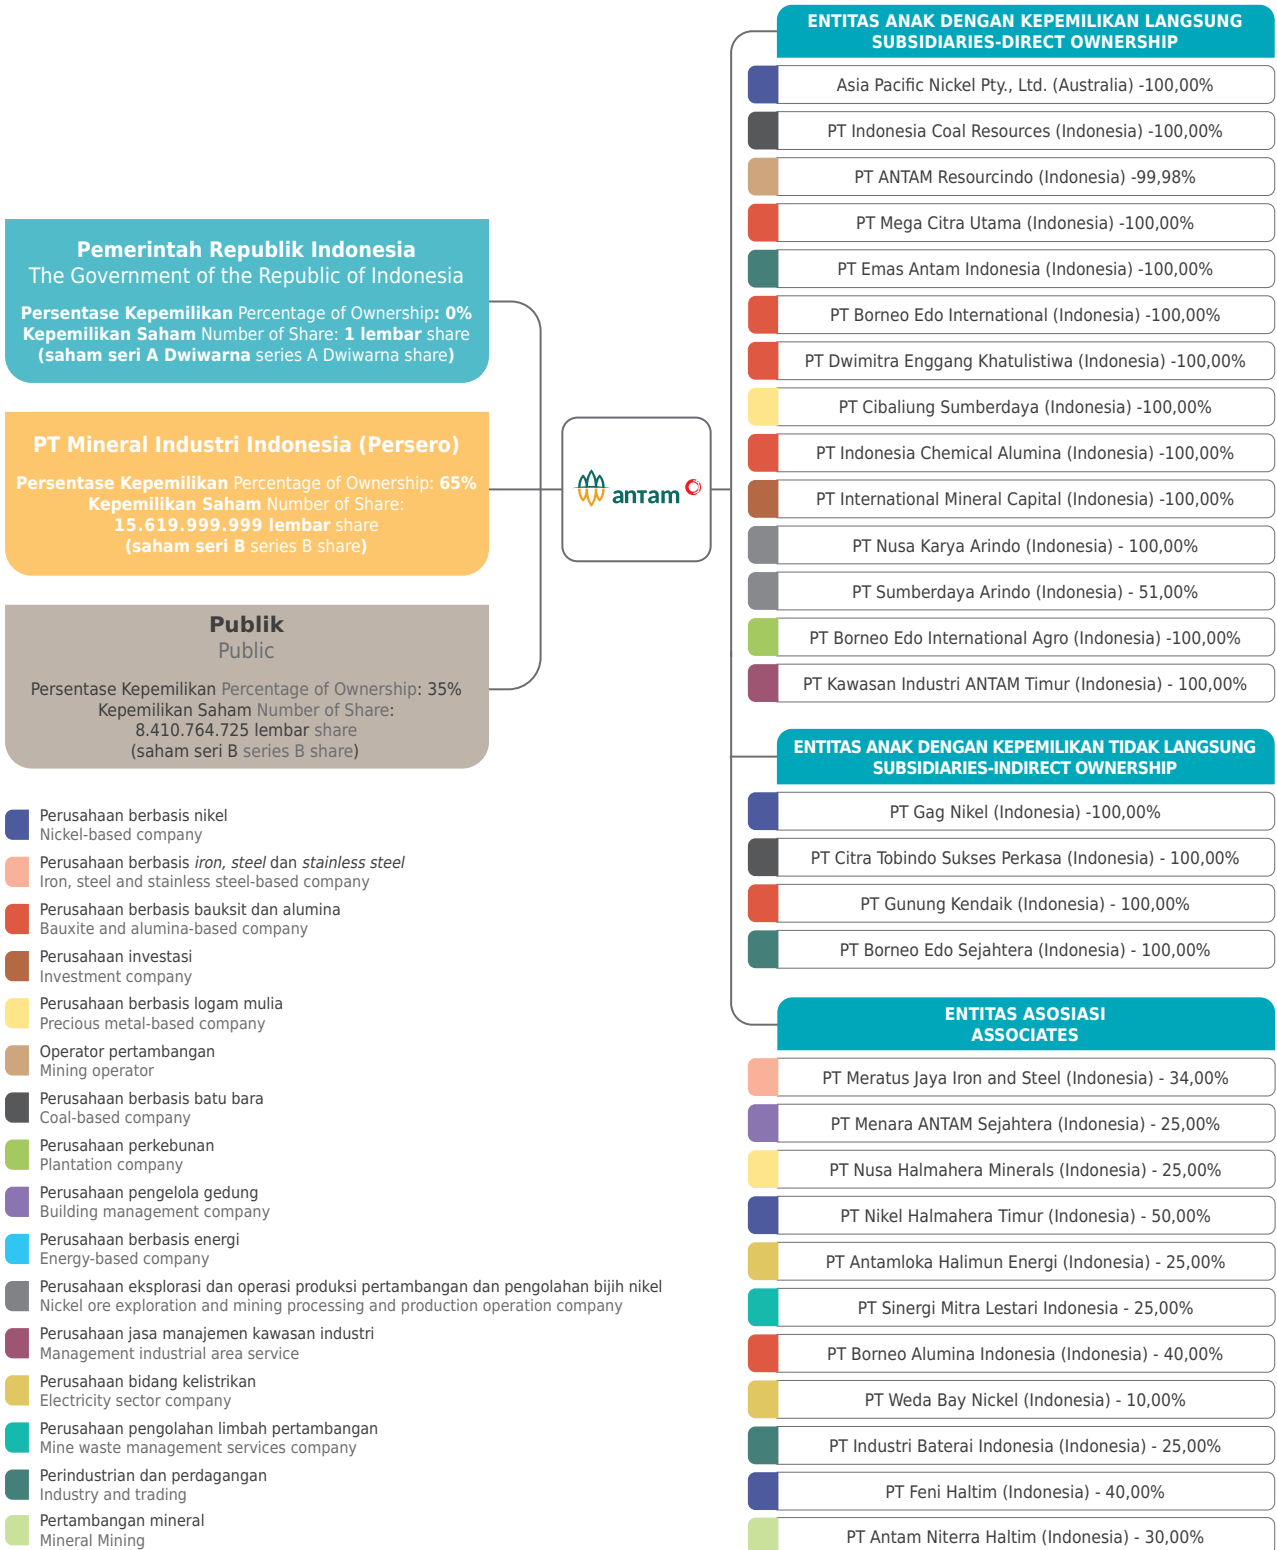 Pemerintah Republik Indonesia
The Government of the Republic of Indonesia
Persentase Kepemilikan Percentage of Ownership: 0%
Kepemilikan Saham Number of Share: 1 lembar share
(saham seri A Dwiwarna series A Dwiwarna share)
PT Mineral Industri Indonesia (Persero)
Persentase Kepemilikan Percentage of Ownership: 65%
Kepemilikan Saham Number of Share:
15.619.999.999 lembar share
(saham seri B series B share)
Publik
Public
Persentase Kepemilikan Percentage of Ownership: 35%
Kepemilikan Saham Number of Share:
8.410.764.725 lembar share
(saham seri B series B share)
antam
ENTITAS ANAK DENGAN KEPEMILIKAN LANGSUNG
SUBSIDIARIES-DIRECT OWNERSHIP
Asia Pacific Nickel Pty., Ltd. (Australia) -100,00%
PT Indonesia Coal Resources (Indonesia) -100,00%
PT ANTAM Resourcindo (Indonesia) -99,98%
PT Mega Citra Utama (Indonesia) -100,00%
PT Emas Antam Indonesia (Indonesia) -100,00%
PT Borneo Edo International (Indonesia) -100,00%
PT Dwimitra Enggang Khatulistiwa (Indonesia) -100,00%
PT Cibaliung Sumberdaya (Indonesia) -100,00%
PT Indonesia Chemical Alumina (Indonesia) -100,00%
PT International Mineral Capital (Indonesia) -100,00%
PT Nusa Karya Arindo (Indonesia) - 100,00%
PT Sumberdaya Arindo (Indonesia) - 51,00%
PT Borneo Edo International Agro (Indonesia) -100,00%
PT Kawasan Industri ANTAM Timur (Indonesia) - 100,00%
ENTITAS ANAK DENGAN KEPEMILIKAN TIDAK LANGSUNG
SUBSIDIARIES-INDIRECT OWNERSHIP
PT Gag Nikel (Indonesia) -100,00%
PT Citra Tobindo Sukses Perkasa (Indonesia) - 100,00%
PT Gunung Kendaik (Indonesia) - 100,00%
PT Borneo Edo Sejahtera (Indonesia) - 100,00%
ENTITAS ASOSIASI
ASSOCIATES
PT Meratus Jaya Iron and Steel (Indonesia) - 34,00%
PT Menara ANTAM Sejahtera (Indonesia) - 25,00%
PT Nusa Halmahera Minerals (Indonesia) - 25,00%
PT Nikel Halmahera Timur (Indonesia) - 50,00%
PT Antamloka Halimun Energi (Indonesia) - 25,00%
PT Sinergi Mitra Lestari Indonesia - 25,00%
PT Borneo Alumina Indonesia (Indonesia) - 40,00%
PT Weda Bay Nickel (Indonesia) - 10,00%
PT Industri Baterai Indonesia (Indonesia) - 25,00%
PT Feni Haltim (Indonesia) - 40,00%
PT Antam Niterra Haltim (Indonesia) - 30,00%
Perusahaan berbasis nikel
Nickel-based company
Perusahaan berbasis iron, steel dan stainless steel
Iron, steel and stainless steel-based company
Perusahaan berbasis bauksit dan alumina
Bauxite and alumina-based company
Perusahaan investasi
Investment company
Perusahaan berbasis logam mulia
Precious metal-based company
Operator pertambangan
Mining operator
Perusahaan berbasis batu bara
Coal-based company
Perusahaan perkebunan
Plantation company
Perusahaan pengelola gedung
Building management company
Perusahaan berbasis energi
Energy-based company
Perusahaan eksplorasi dan operasi produksi pertambangan dan pengolahan bijih nikel
Nickel ore exploration and mining processing and production operation company
Perusahaan jasa manajemen kawasan industri
Management industrial area service
Perusahaan bidang kelistrikan
Electricity sector company
Perusahaan pengolahan limbah pertambangan
Mine waste management services company
Perindustrian dan perdagangan
Industry and trading
Pertambangan mineral
Mineral Mining